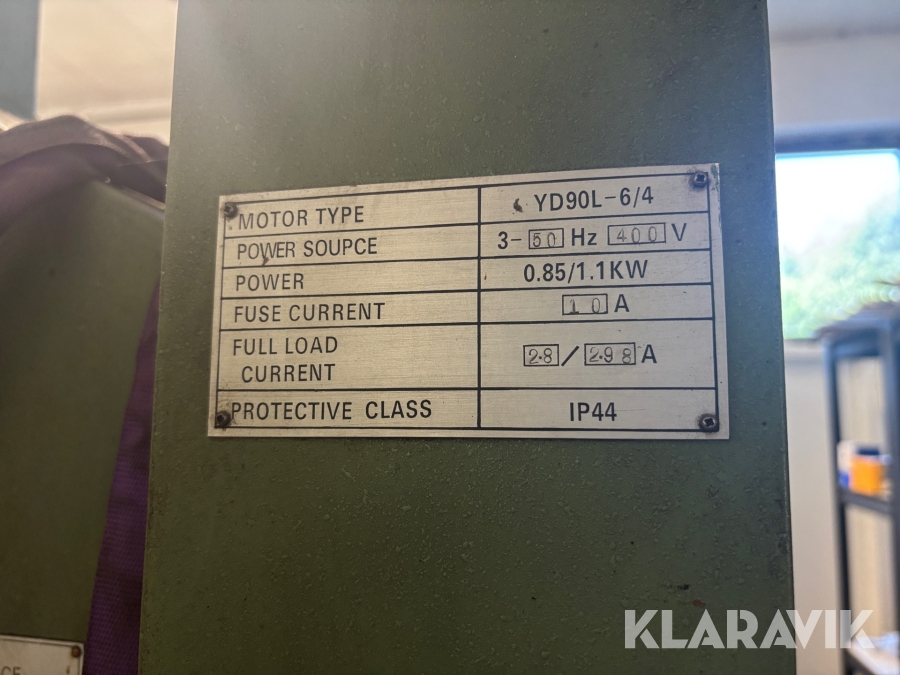 MOTOR TYPE YD90L-6/4
POWER SOUPCE 3-50 Hz 400 V
POWER 0.85/1.1KW
FUSE CURRENT 10 A
FULL LOAD
CURRENT 2.8 / 2.98 A
PROTECTIVE CLASS IP44
KLARAVIK